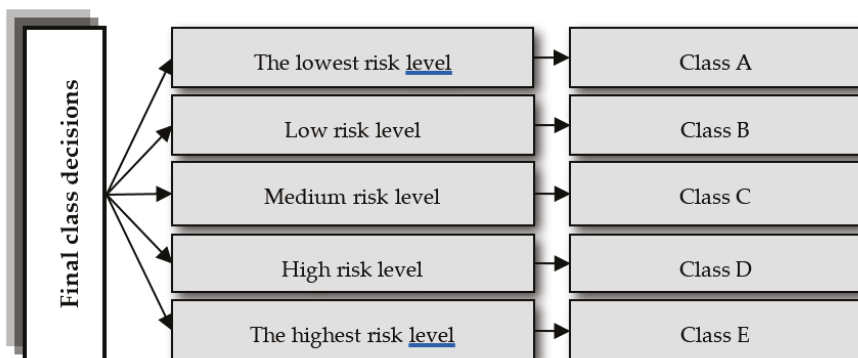 Final class decisions
The lowest risk level
Class A
Low risk level
Class B
Medium risk level
Class C
High risk level
Class D
The highest risk level
Class E